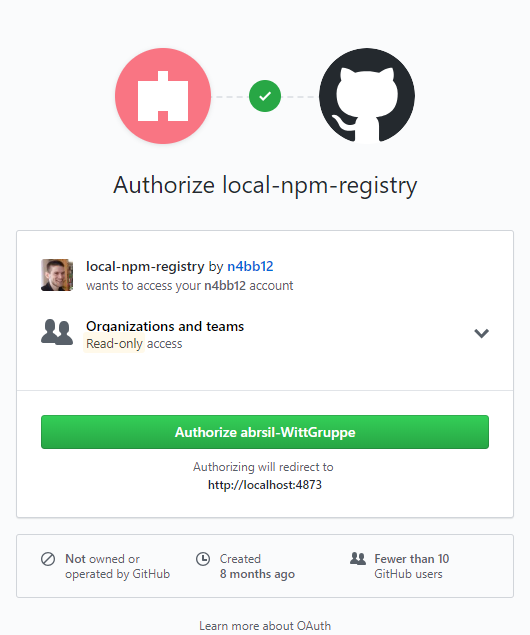 Authorize local-npm-registry
local-npm-registry by n4bb12
wants to access your n4bb12 account
Organizations and teams
Read-only access
Authorize abrsil-WittGruppe
Authorizing will redirect to
http://localhost:4873
Not owned or
operated by GitHub
Created
8 months ago
Fewer than 10
GitHub users
Learn more about OAuth